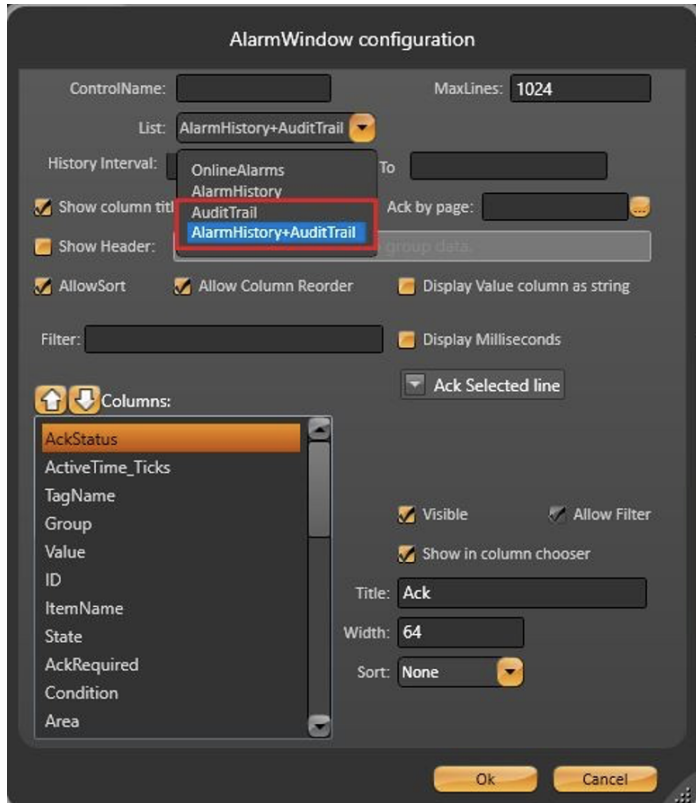 AlarmWindow configuration
ControlName:
MaxLines: 1024
List: AlarmHistory+AuditTrail
History Interval:
To
OnlineAlarms
AlarmHistory
AuditTrail
AlarmHistory+AuditTrail
Show column
Ack by page:
Show Header:
group data.
AllowSort
Allow Column Reorder
Display Value column as string
Filter:
Display Milliseconds
Ack Selected line
Columns:
AckStatus
ActiveTime_Ticks
TagName
Group
Value
ID
ItemName
State
AckRequired
Condition
Area
Visible
Allow Filter
Show in column chooser
Title: Ack
Width: 64
Sort: None
Ok
Cancel